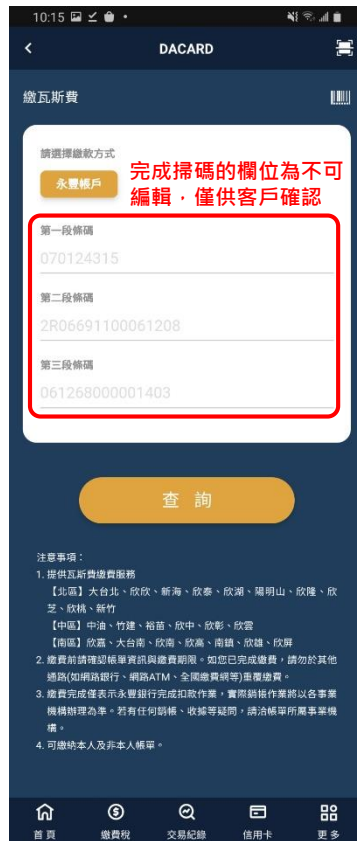 10:15
DACARD
繳瓦斯費
請選擇繳款方式
永豐帳戶
完成掃碼的欄位為不可
編輯，僅供客戶確認
第一段條碼
070124315
第二段條碼
2R06691100061208
第三段條碼
061268000001403
查 詢
注意事項：
1. 提供瓦斯費繳費服務
【北區】大台北、欣欣、新海、欣泰、欣湖、陽明山、欣隆、欣
芝、欣桃、新竹
【中區】中油、竹建、裕苗、欣中、欣彰、欣雲
【南區】欣嘉、大台南、欣南、欣高、南鎮、欣雄、欣屏
2. 繳費前請確認帳單資訊與繳費期限。如您已完成繳費，請勿於其他
通路(如網路銀行、網路ATM、全國繳費網等)重覆繳費。
3. 繳費完成僅表示永豐銀行完成扣款作業，實際銷帳作業將以各事業
機構辦理為準。若有任何銷帳、收據等疑問，請洽帳單所屬事業機
構。
4. 可繳納本人及非本人帳單。
首頁 繳費稅 交易紀錄 信用卡 更多